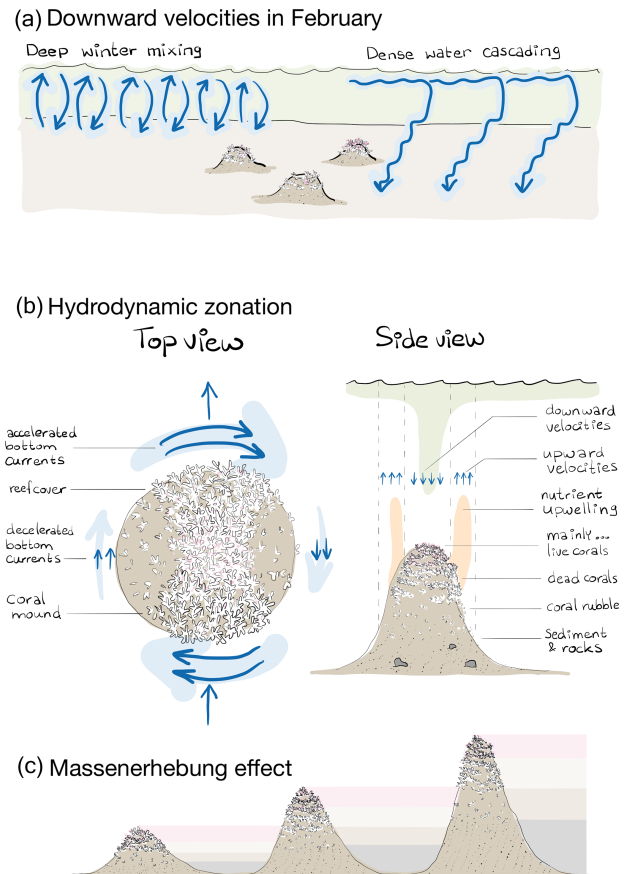 (a) Downward velocities in February
Deep winter mixing
Dense water cascading
(b) Hydrodynamic zonation
Top view
accelerated
bottom
currents
reefcover
decelerated
bottom
currents
Coral
mound
Side view
downward
velocities
upward
velocities
nutrient
upwelling
mainly...
live corals
dead corals
coral rubble
Sediment
& rocks
(c) Massenerhebung effect